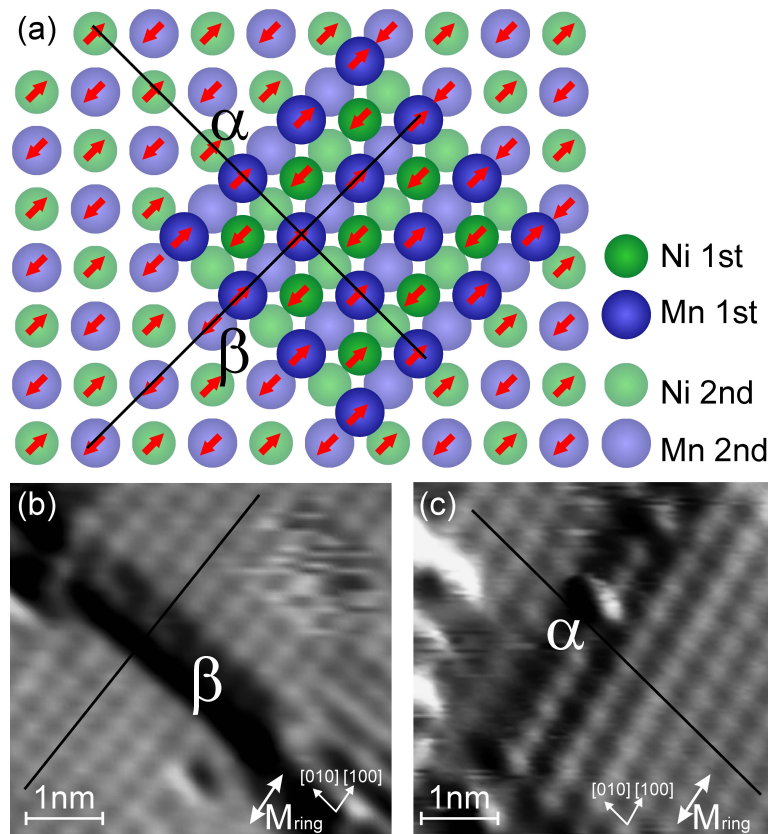 (a)
α
β
Ni 1st
Mn 1st
Ni 2nd
Mn 2nd
(b)
β
1nm
Mring
[010] [100]
(c)
α
1nm
[010] [100]
Mring